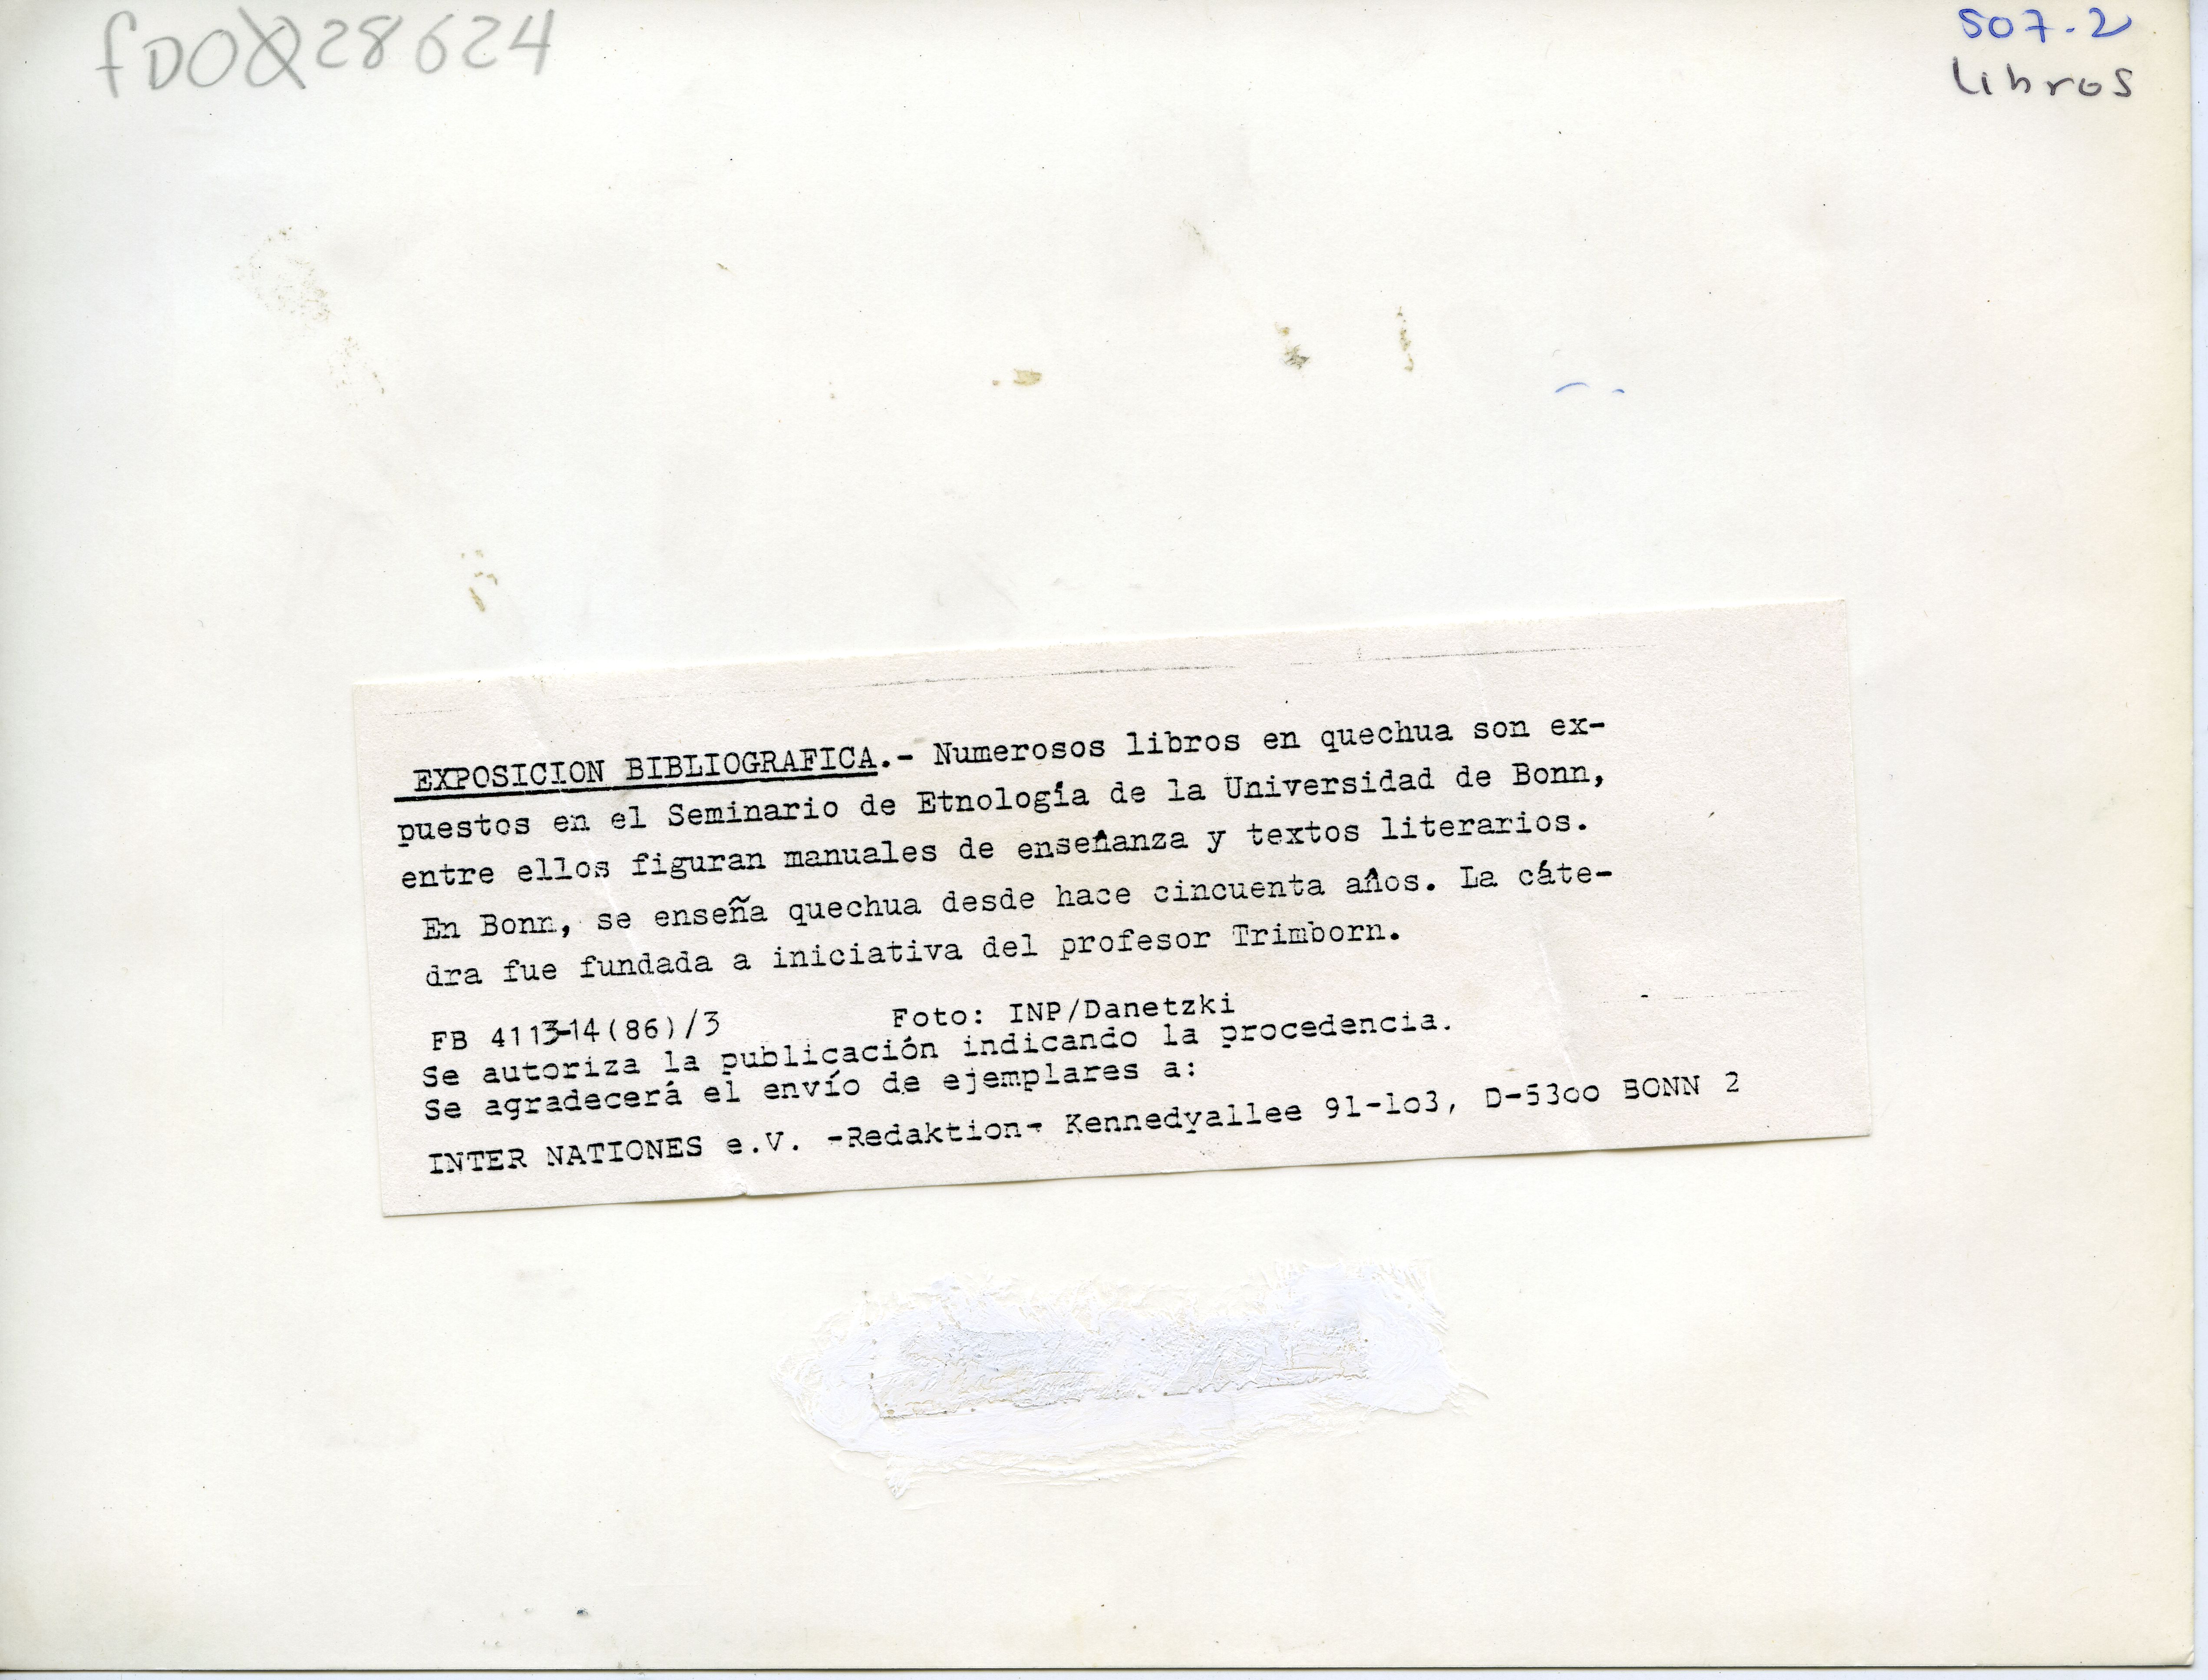 507-2
libros
EXPOSICION BIBLIOGRAFICA.- Numerosos libros en quechua son ex-
puestos en el Seminario de Etnología de la Universidad de Bonn,
entre ellos figuran manuales de enseñanza y textos literarios.
En Bonn, se enseña quechua desde hace cincuenta años. La cáte-
dra fue fundada a iniciativa del profesor Trimborn.
FB 4113-14(86)/3 Foto: INP/Danetzki
Se autoriza la publicación indicando la procedencia.
Se agradecerá el envío de ejemplares a:
INTER NATIONES e.V. -Redaktion- Kennedyallee 91-lo3, D-53oo BONN 2